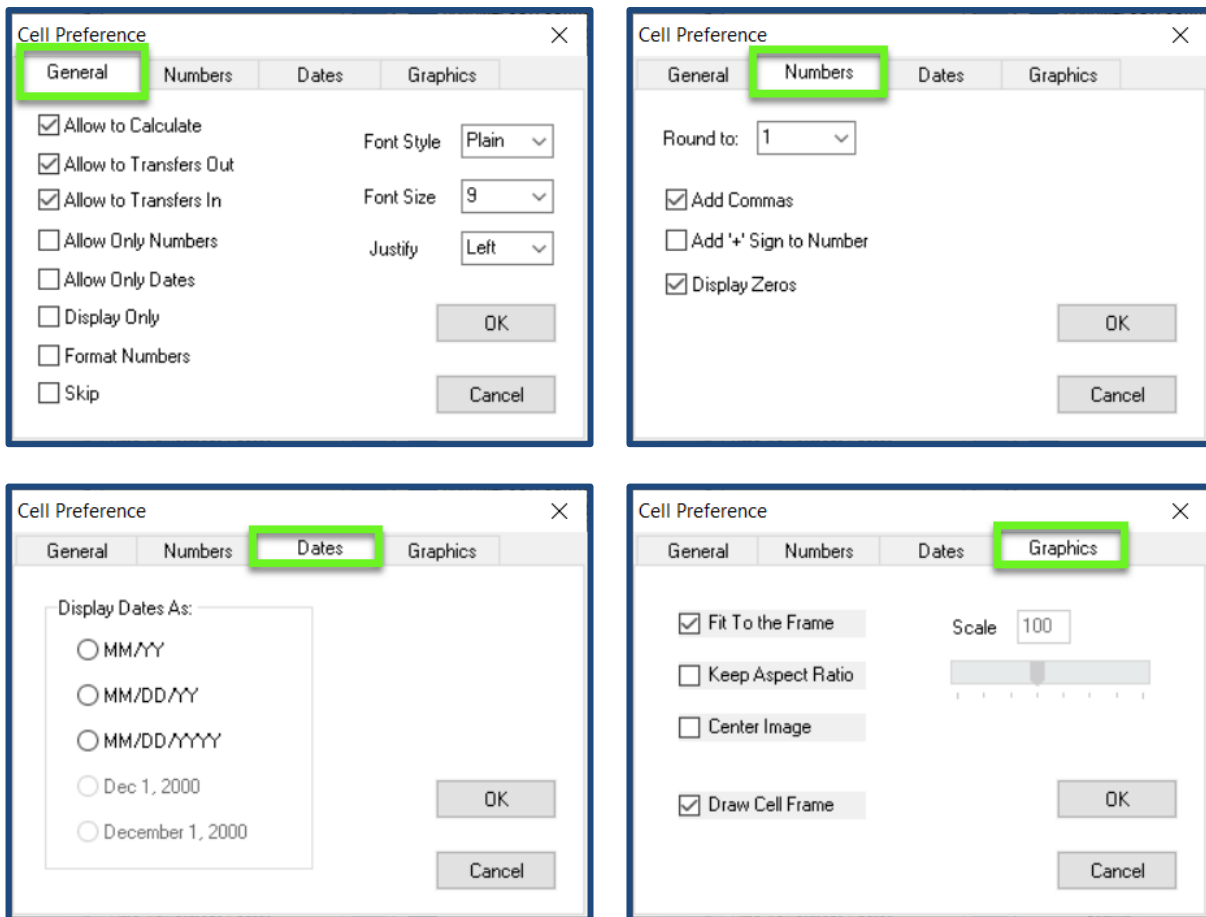 Cell Preference
General Numbers Dates Graphics
Allow to Calculate
Allow to Transfers Out
Allow to Transfers In
Allow Only Numbers
Allow Only Dates
Display Only
Format Numbers
Skip
Font Style Plain
Font Size 9
Justify Left
OK
Cancel
Cell Preference
General Numbers Dates Graphics
Round to: 1
Add Commas
Add '+' Sign to Number
Display Zeros
OK
Cancel
Cell Preference
General Numbers Dates Graphics
Display Dates As:
MM/YY
MM/DD/YY
MM/DD/YYYY
Dec 1, 2000
December 1, 2000
OK
Cancel
Cell Preference
General Numbers Dates Graphics
Fit To the Frame
Keep Aspect Ratio
Center Image
Draw Cell Frame
Scale 100
OK
Cancel